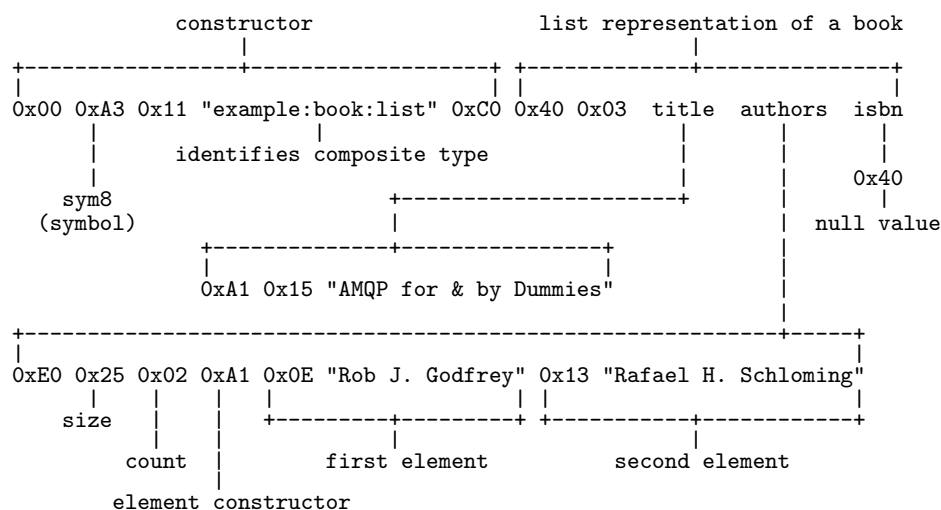 constructor list representation of a book
0x00 0xA3 0x11 "example:book:list" 0xC0 0x40 0x03 title authors isbn
identifies composite type
0x40
sym8
(symbol) null value
0xA1 0x15 "AMQP for & by Dummies"
0xE0 0x25 0x02 0xA1 0x0E "Rob J. Godfrey" 0x13 "Rafael H. Schloming"
size
count first element second element
element constructor